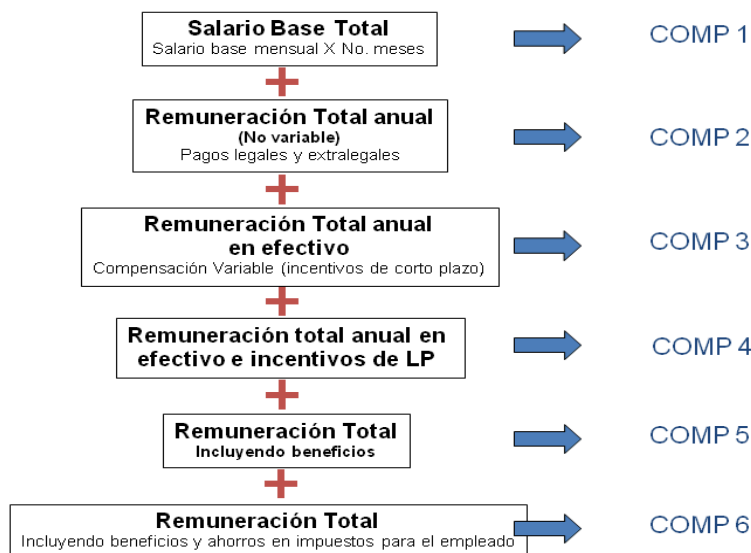 Salario Base Total
Salario base mensual X No. meses
COMP 1
Remuneración Total anual
(No variable)
Pagos legales y extralegales
COMP 2
Remuneración Total anual
en efectivo
Compensación Variable (incentivos de corto plazo)
COMP 3
Remuneración total anual en
efectivo e incentivos de LP
COMP 4
Remuneración Total
Incluyendo beneficios
COMP 5
Remuneración Total
Incluyendo beneficios y ahorros en impuestos para el empleado
COMP 6